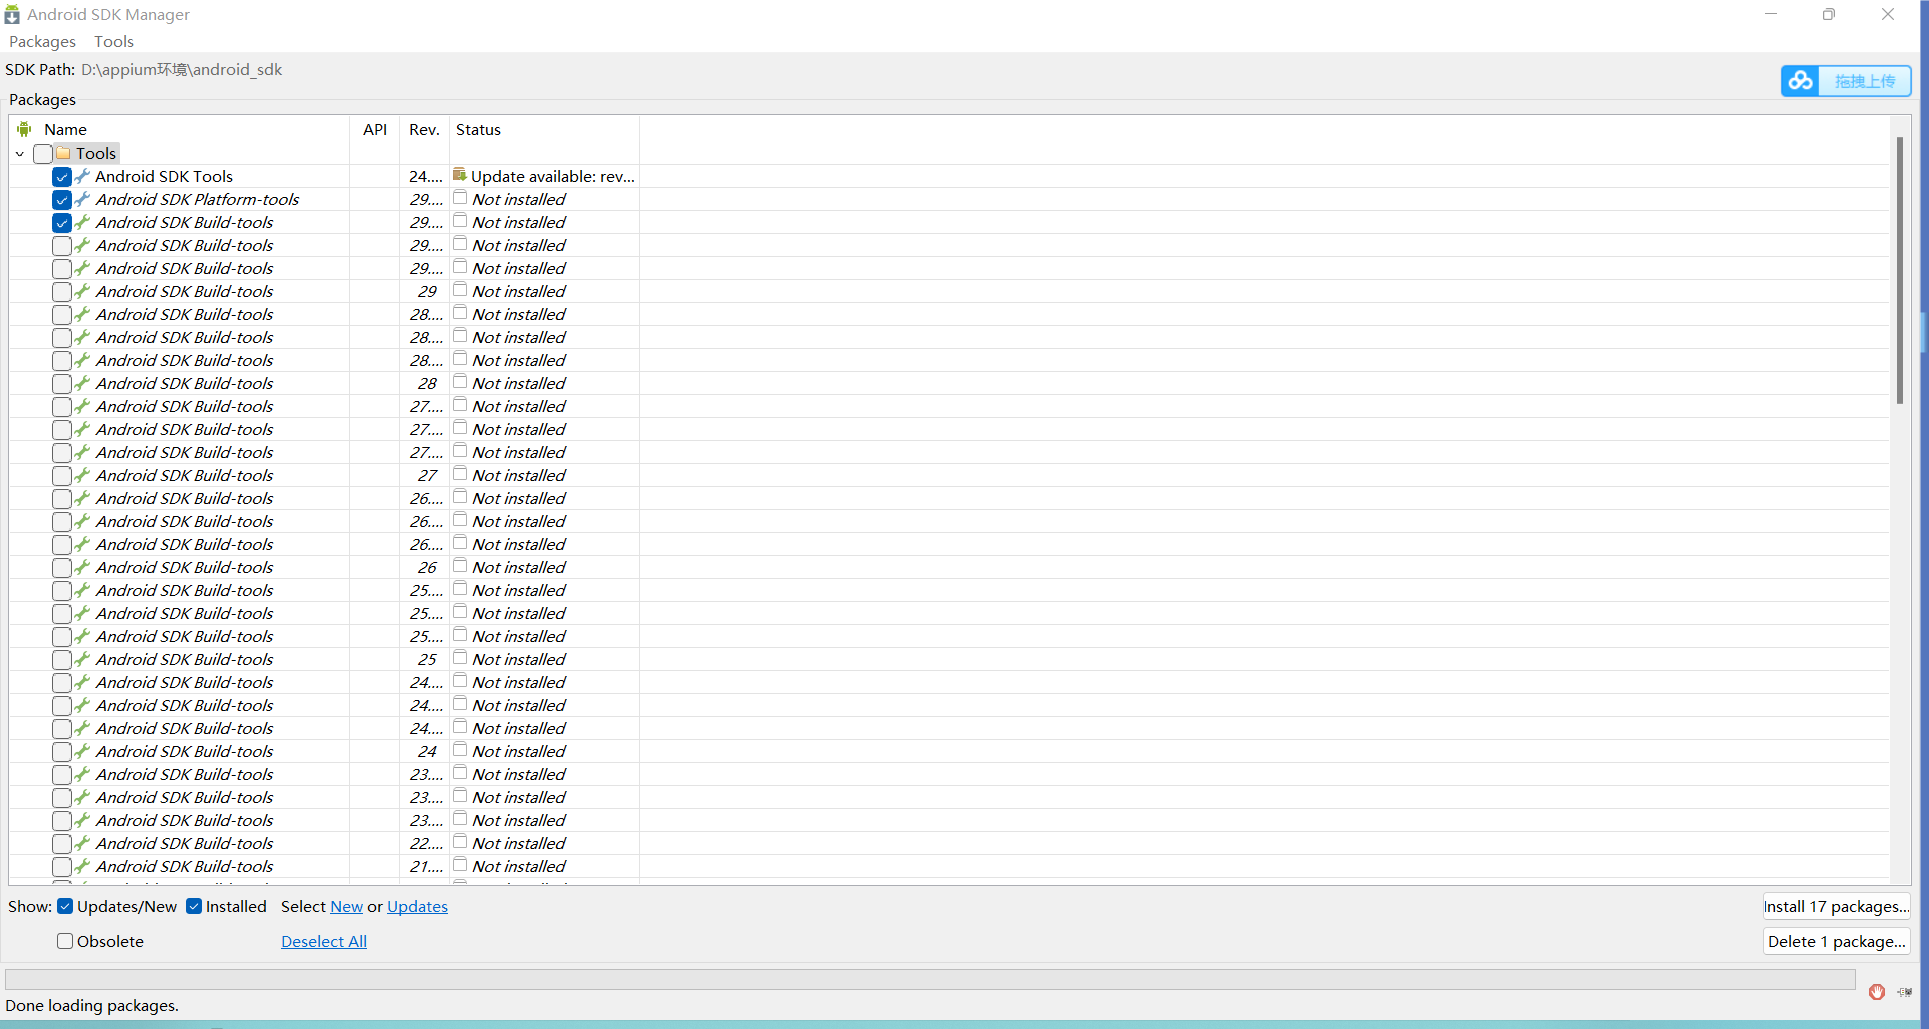 Android SDK Manager
Packages Tools
SDK Path: D:\appium环境\android_sdk
拖拽上传
Packages
Name API Rev. Status
Tools
Android SDK Tools 24.... Update available: rev...
Android SDK Platform-tools 29.... Not installed
Android SDK Build-tools 29.... Not installed
Android SDK Build-tools 29.... Not installed
Android SDK Build-tools 29.... Not installed
Android SDK Build-tools 29 Not installed
Android SDK Build-tools 28.... Not installed
Android SDK Build-tools 28.... Not installed
Android SDK Build-tools 28.... Not installed
Android SDK Build-tools 28 Not installed
Android SDK Build-tools 27.... Not installed
Android SDK Build-tools 27.... Not installed
Android SDK Build-tools 27.... Not installed
Android SDK Build-tools 27 Not installed
Android SDK Build-tools 26.... Not installed
Android SDK Build-tools 26.... Not installed
Android SDK Build-tools 26.... Not installed
Android SDK Build-tools 26 Not installed
Android SDK Build-tools 25.... Not installed
Android SDK Build-tools 25.... Not installed
Android SDK Build-tools 25.... Not installed
Android SDK Build-tools 25 Not installed
Android SDK Build-tools 24.... Not installed
Android SDK Build-tools 24.... Not installed
Android SDK Build-tools 24.... Not installed
Android SDK Build-tools 24 Not installed
Android SDK Build-tools 23.... Not installed
Android SDK Build-tools 23.... Not installed
Android SDK Build-tools 23.... Not installed
Android SDK Build-tools 22.... Not installed
Android SDK Build-tools 21.... Not installed
Show: Updates/New Installed Select New or Updates Install 17 packages...
Obsolete Deselect All Delete 1 package...
Done loading packages.